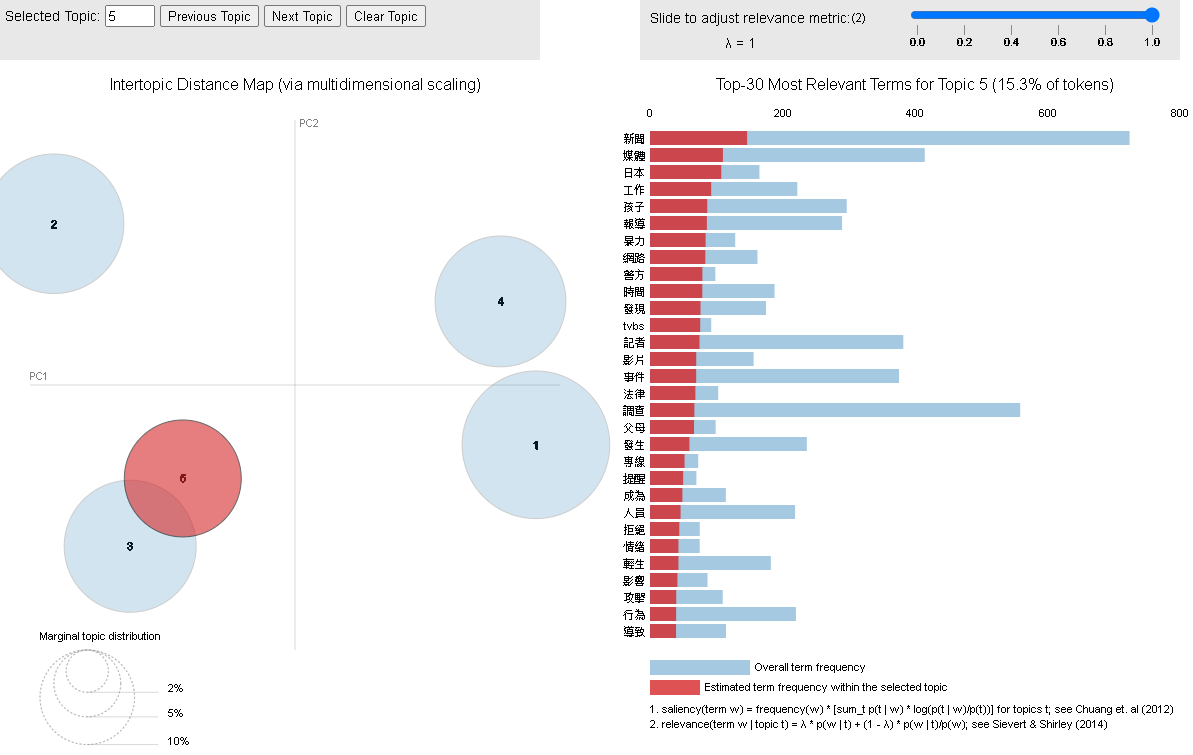 Selected Topic: 5 Previous Topic Next Topic Clear Topic
Slide to adjust relevance metric:(2)
λ = 1
0.0 0.2 0.4 0.6 0.8 1.0
Intertopic Distance Map (via multidimensional scaling)
PC2
PC1
2
4
1
5
3
Marginal topic distribution
2%
5%
10%
Top-30 Most Relevant Terms for Topic 5 (15.3% of tokens)
0 200 400 600 800
新聞
媒體
日本
工作
孩子
報導
暴力
網路
警方
時間
發現
tvbs
記者
影片
事件
法律
調查
父母
發生
專線
提醒
成為
人員
拒絕
情緒
輕生
影響
攻擊
行為
導致
Overall term frequency
Estimated term frequency within the selected topic
1. saliency(term w) = frequency(w) * [sum_t p(t | w) * log(p(t | w)/p(t))] for topics t; see Chuang et. al (2012)
2. relevance(term w | topic t) = λ * p(w | t) + (1 - λ) * p(w | t)/p(w); see Sievert & Shirley (2014)